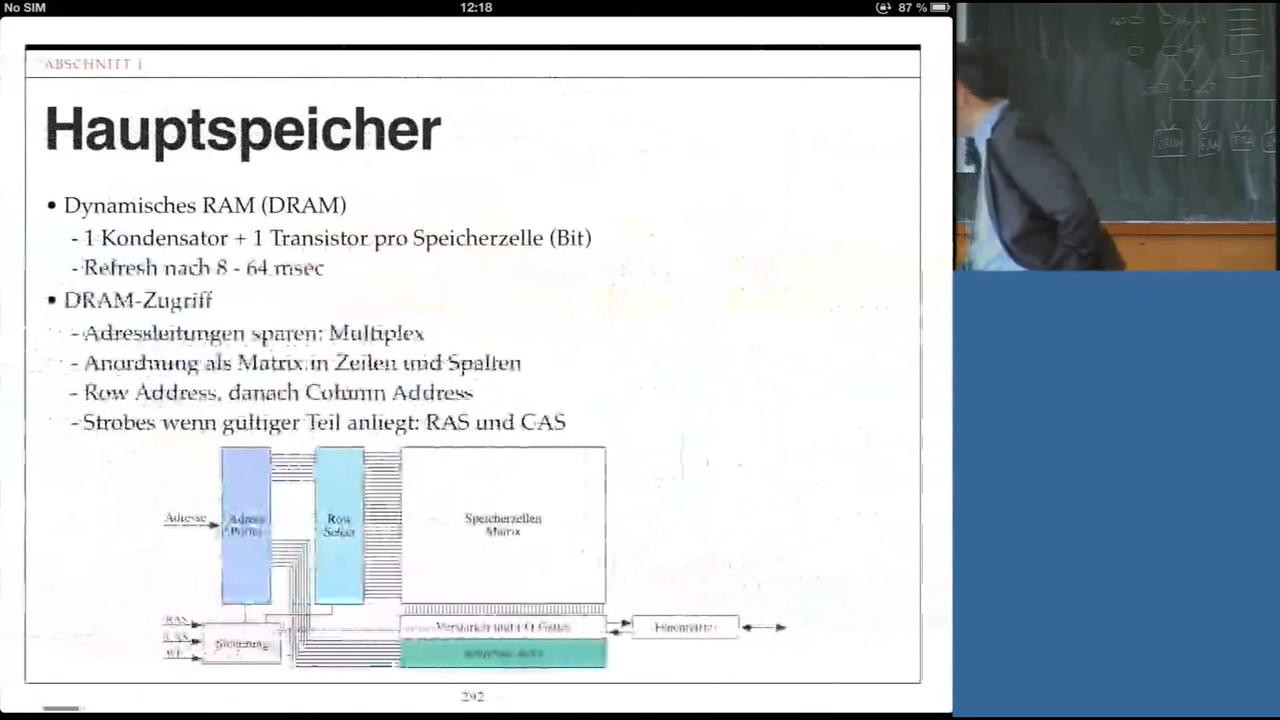 No SIM
12:18
87 %
ABSCHNITT 1
Hauptspeicher
• Dynamisches RAM (DRAM)
- 1 Kondensator + 1 Transistor pro Speicherzelle (Bit)
- Refresh nach 8 - 64 msec
• DRAM-Zugriff
- Adressleitungen sparen: Multiplex
- Anordnung als Matrix in Zeilen und Spalten
- Row Address, danach Column Address
- Strobes wenn gültiger Teil anliegt: RAS und CAS
Adresse
Row
Select
Speicherzellen
Matrix
RAS
CAS
WE
Steuerung
292